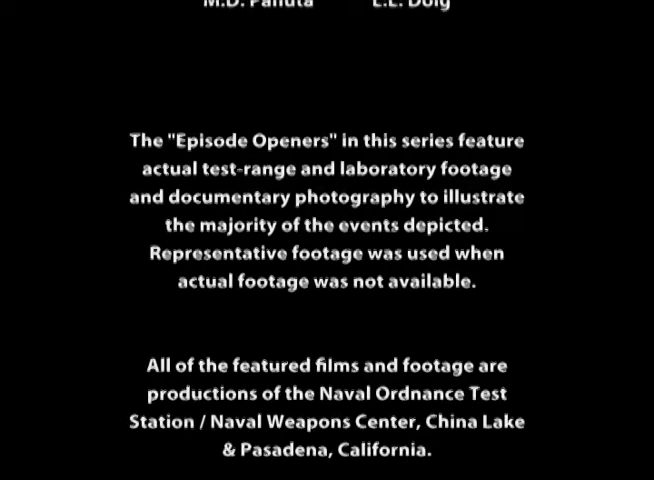 M.D. Panuta L.L. Doig
The "Episode Openers" in this series feature
actual test-range and laboratory footage
and documentary photography to illustrate
the majority of the events depicted.
Representative footage was used when
actual footage was not available.
All of the featured films and footage are
productions of the Naval Ordnance Test
Station / Naval Weapons Center, China Lake
& Pasadena, California.